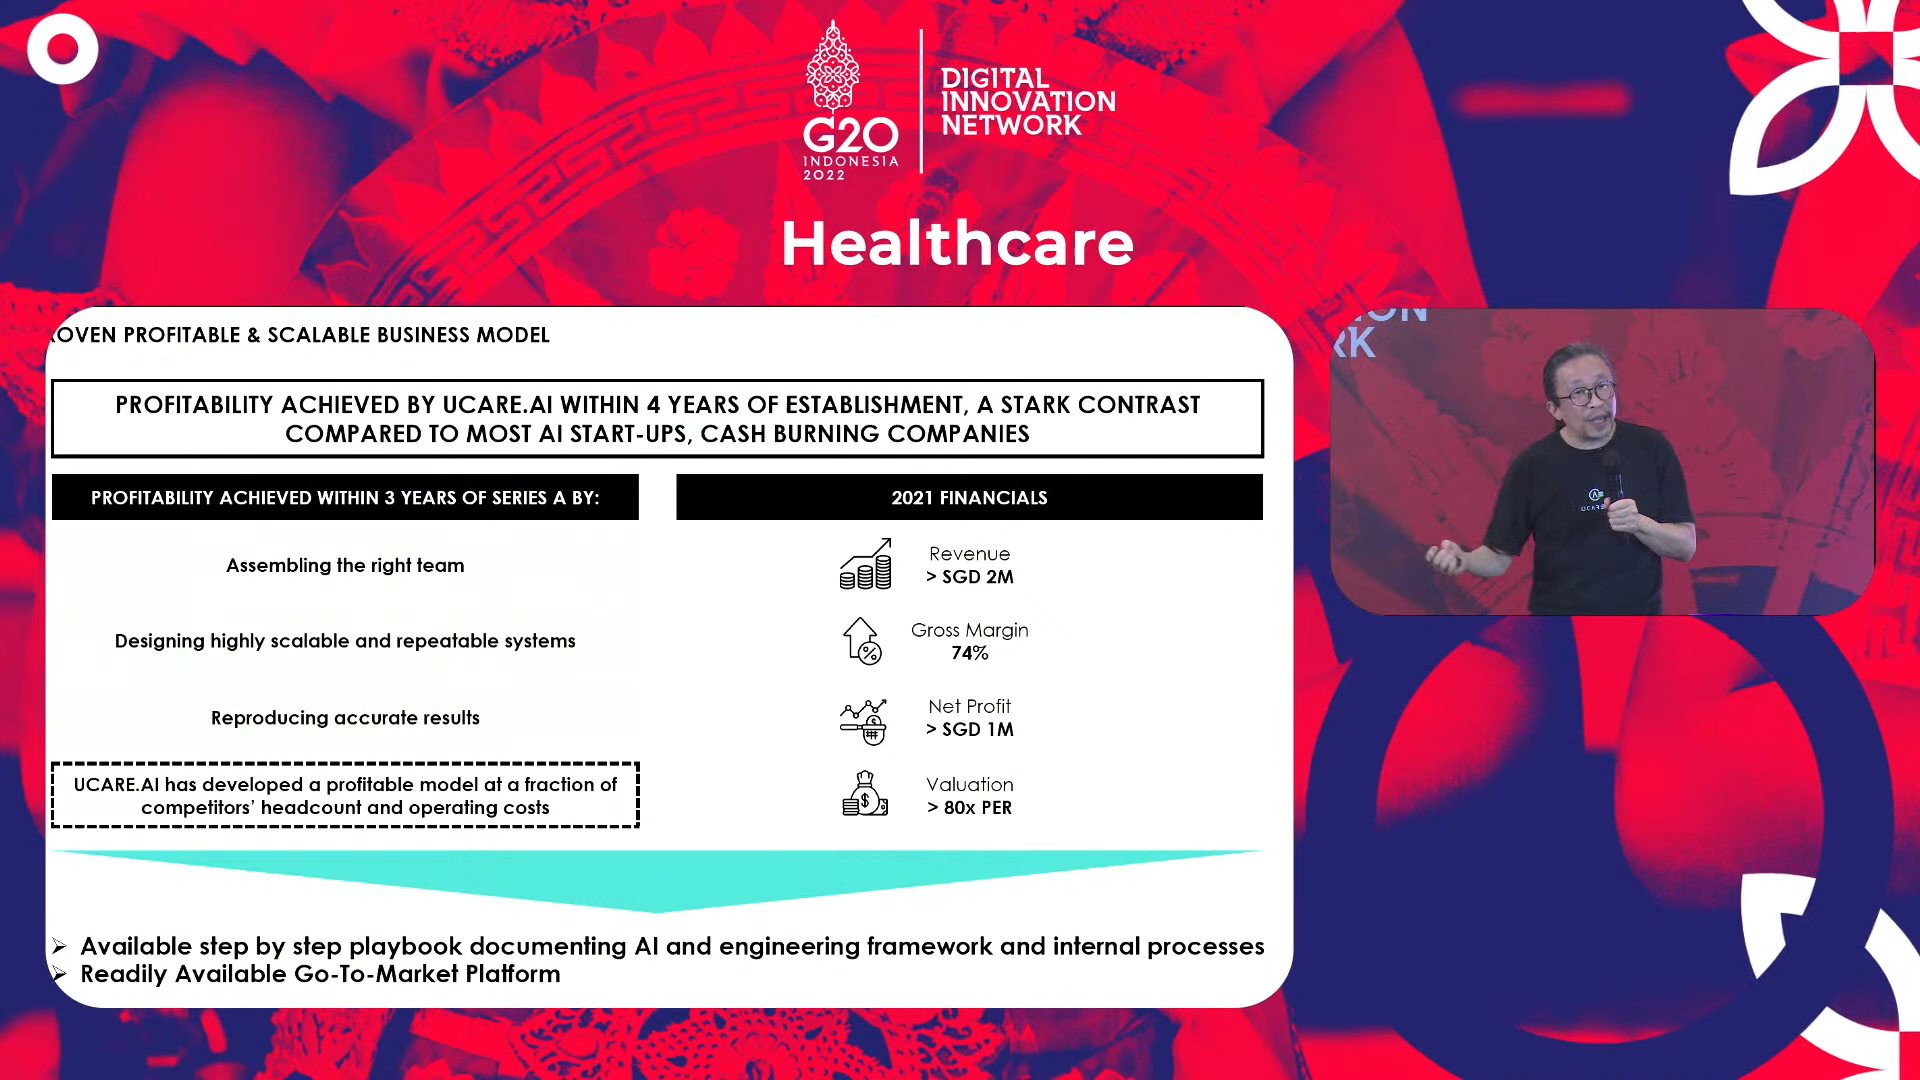 G20
INDONESIA
2022
DIGITAL
INNOVATION
NETWORK
Healthcare
OVEN PROFITABLE & SCALABLE BUSINESS MODEL
PROFITABILITY ACHIEVED BY UCARE.AI WITHIN 4 YEARS OF ESTABLISHMENT, A STARK CONTRAST
COMPARED TO MOST AI START-UPS, CASH BURNING COMPANIES
PROFITABILITY ACHIEVED WITHIN 3 YEARS OF SERIES A BY:
Assembling the right team
Designing highly scalable and repeatable systems
Reproducing accurate results
UCARE.AI has developed a profitable model at a fraction of
competitors’ headcount and operating costs
2021 FINANCIALS
Revenue
> SGD 2M
Gross Margin
74%
Net Profit
> SGD 1M
Valuation
> 80x PER
➢ Available step by step playbook documenting AI and engineering framework and internal processes
➢ Readily Available Go-To-Market Platform
ION
RK